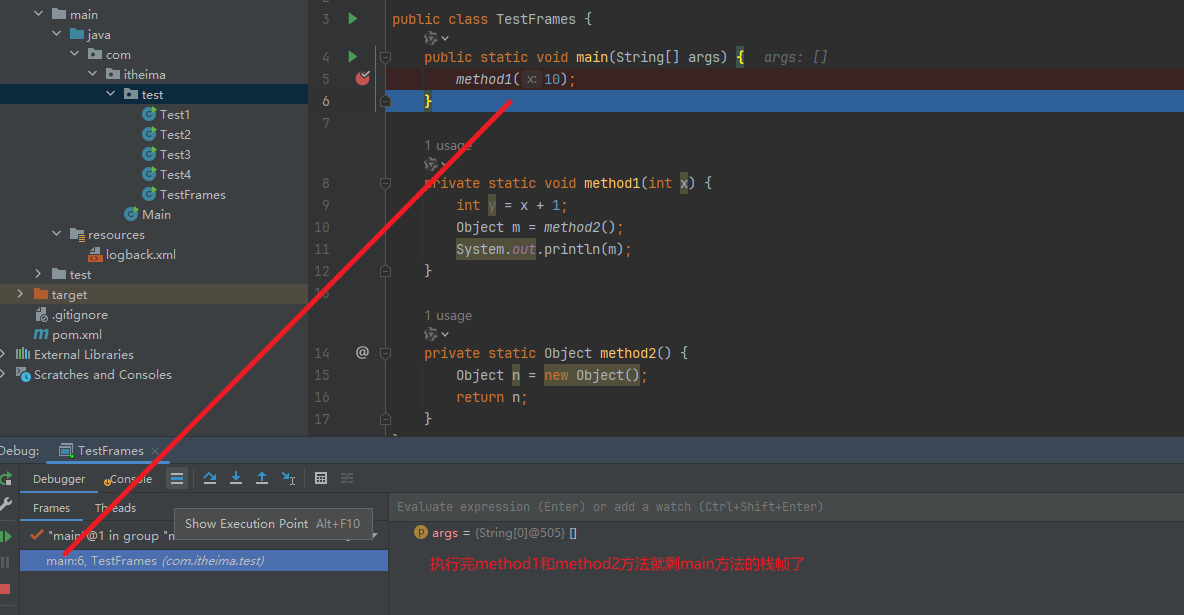 main
java
com
itheima
test
Test1
Test2
Test3
Test4
TestFrames
Main
resources
logback.xml
test
target
.gitignore
pom.xml
External Libraries
Scratches and Consoles
3 public class TestFrames {
4 public static void main(String[] args) { args: []
5 method1( x: 10);
6 }
7
1 usage
8 private static void method1(int x) {
9 int y = x + 1;
10 Object m = method2();
11 System.out.println(m);
12 }
13
1 usage
14 @ private static Object method2() {
15 Object n = new Object();
16 return n;
17 }
Debug: TestFrames
Debugger Console
Frames Threads
Evaluate expression (Enter) or add a watch (Ctrl+Shift+Enter)
Show Execution Point Alt+F10
"main"@1 in group "m
main:6, TestFrames (com.itheima.test)
p args = {String[0]@505} []
执行完method1和method2方法就剩main方法的栈帧了